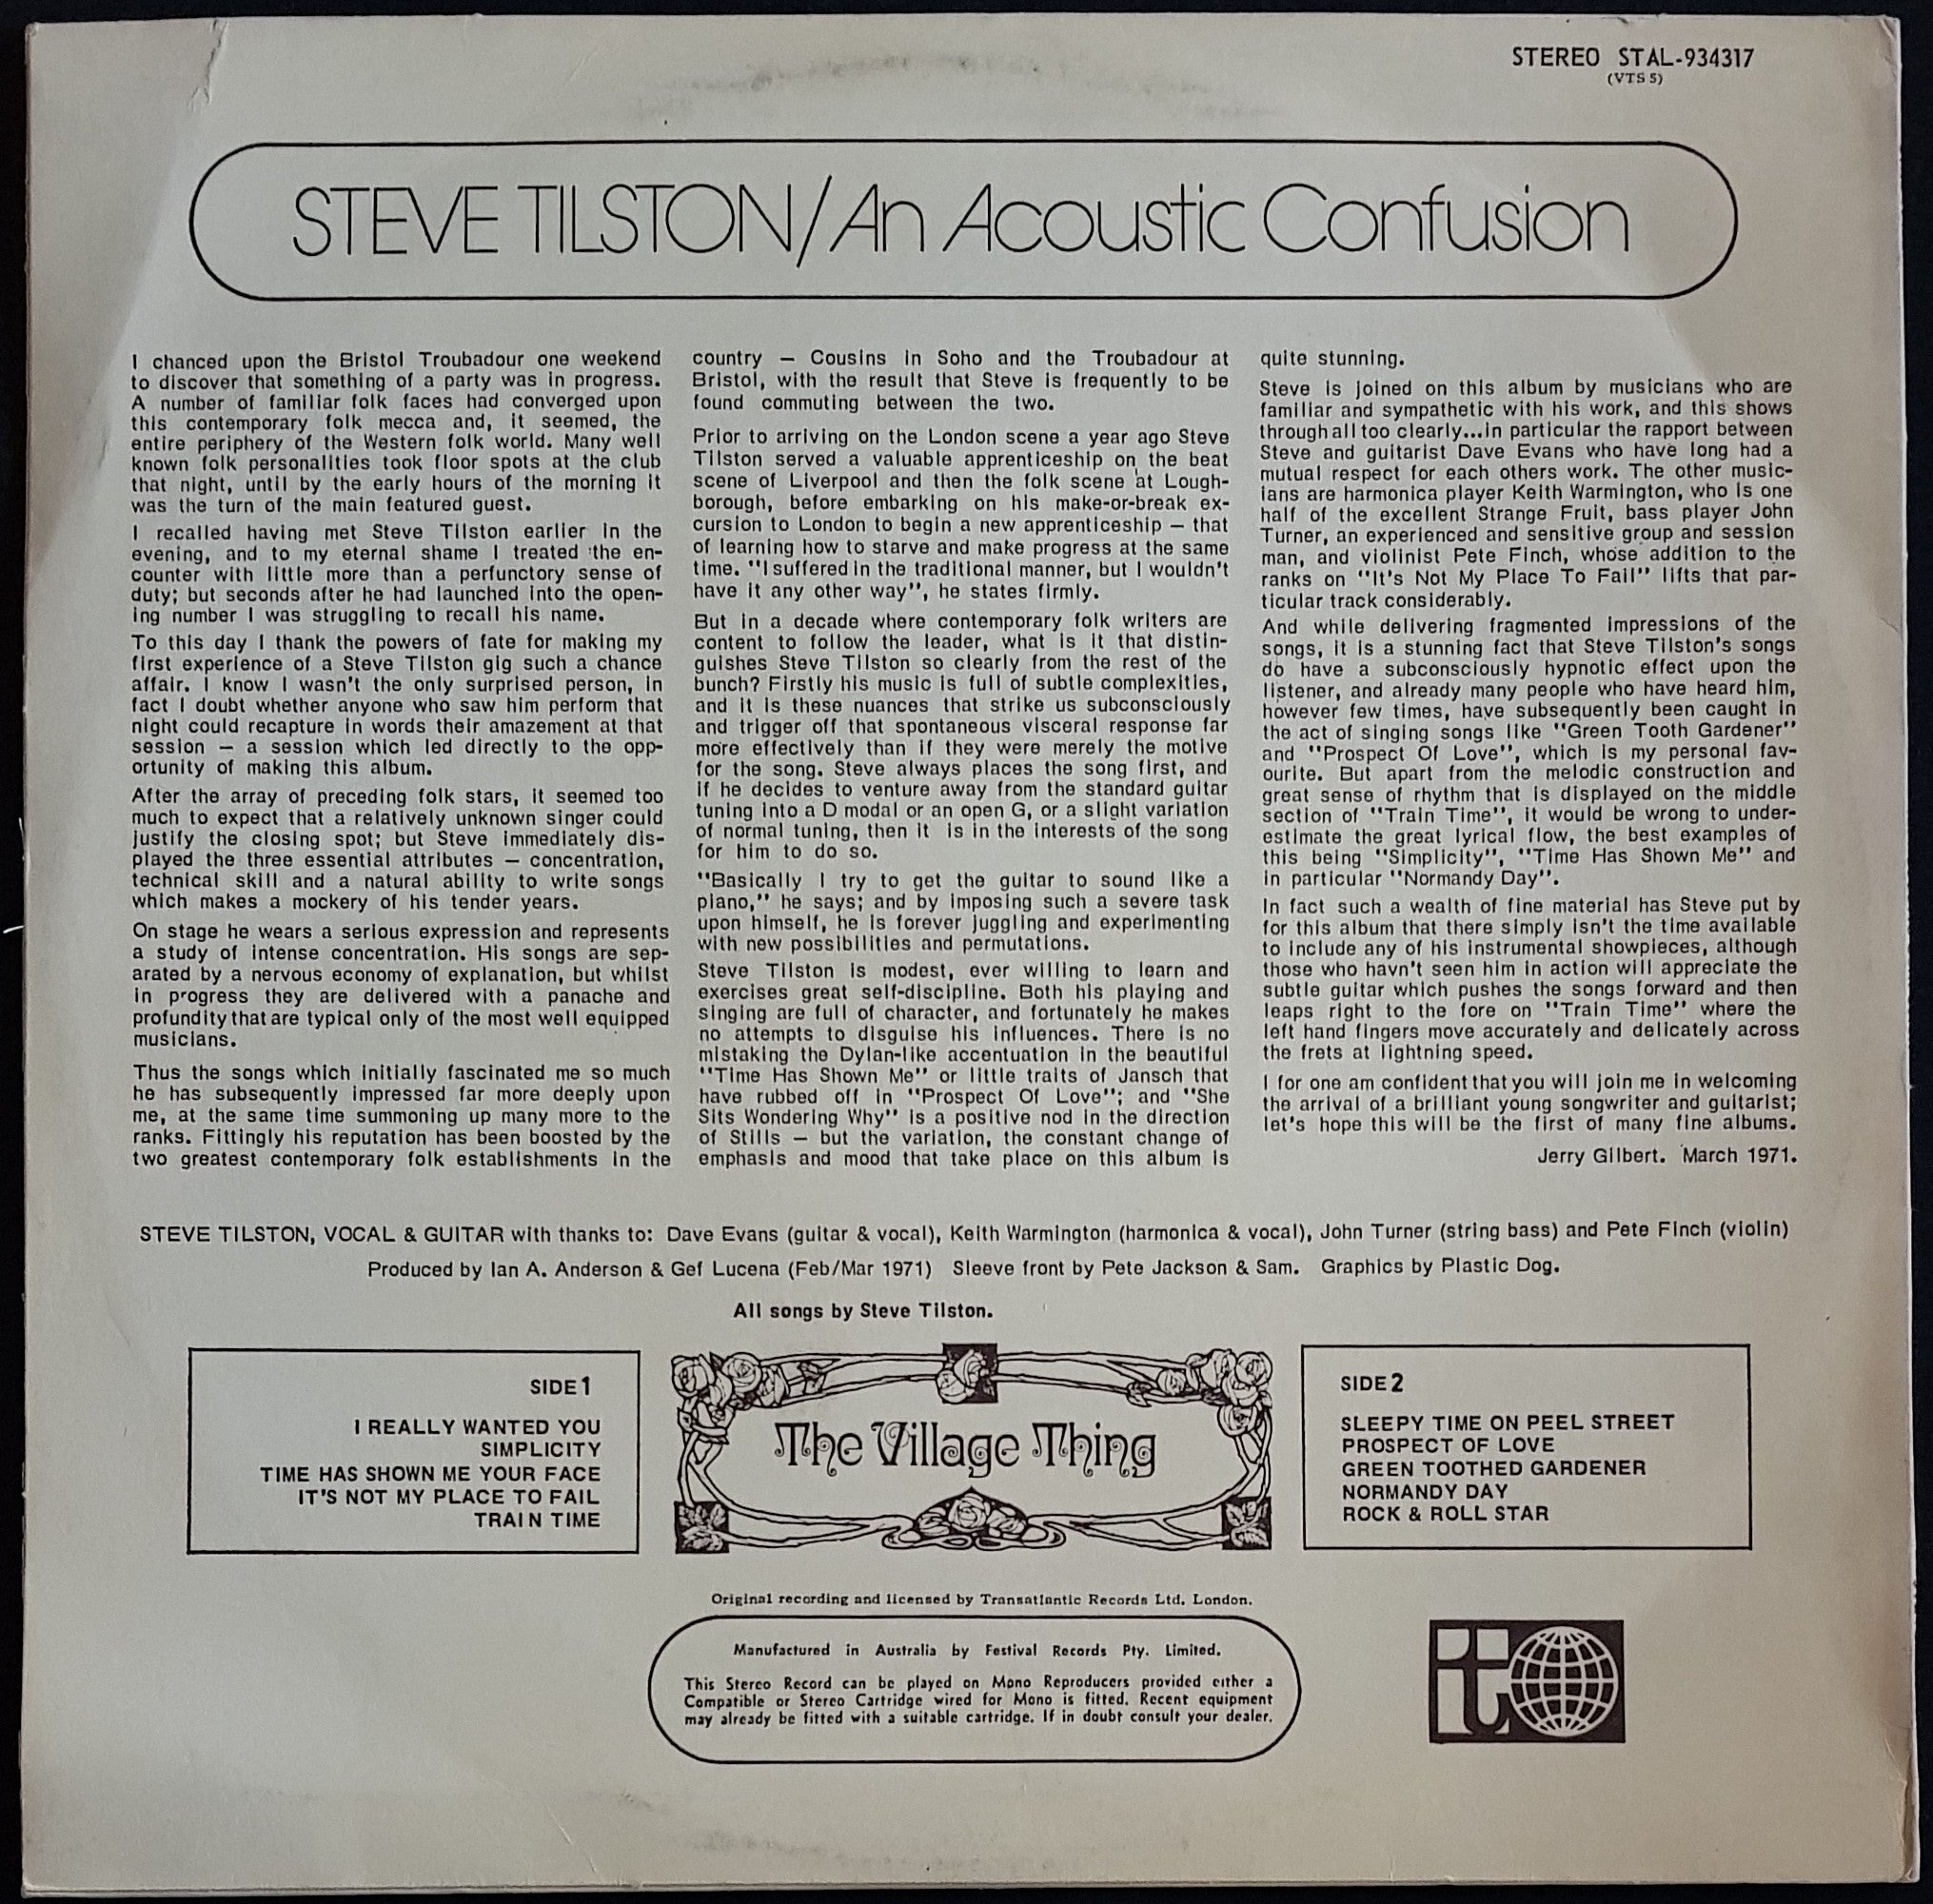 STEREO STAL-934317
(VTS 5)
STEVE TILSTON/An Acoustic Confusion
I chanced upon the Bristol Troubadour one weekend
to discover that something of a party was in progress.
A number of familiar folk faces had converged upon
this contemporary folk mecca and, it seemed, the
entire periphery of the Western folk world. Many well
known folk personalities took floor spots at the club
that night, until by the early hours of the morning it
was the turn of the main featured guest.
I recalled having met Steve Tilston earlier in the
evening, and to my eternal shame I treated the en-
counter with little more than a perfunctory sense of
duty; but seconds after he had launched into the open-
ing number I was struggling to recall his name.
To this day I thank the powers of fate for making my
first experience of a Steve Tilston gig such a chance
affair. I know I wasn't the only surprised person, in
fact I doubt whether anyone who saw him perform that
night could recapture in words their amazement at that
session — a session which led directly to the opp-
ortunity of making this album.
After the array of preceding folk stars, it seemed too
much to expect that a relatively unknown singer could
justify the closing spot; but Steve immediately dis-
played the three essential attributes — concentration,
technical skill and a natural ability to write songs
which makes a mockery of his tender years.
On stage he wears a serious expression and represents
a study of intense concentration. His songs are sep-
arated by a nervous economy of explanation, but whilst
in progress they are delivered with a panache and
profundity that are typical only of the most well equipped
musicians.
Thus the songs which initially fascinated me so much
he has subsequently impressed far more deeply upon
me, at the same time summoning up many more to the
ranks. Fittingly his reputation has been boosted by the
two greatest contemporary folk establishments in the
country — Cousins in Soho and the Troubadour at
Bristol, with the result that Steve is frequently to be
found commuting between the two.
Prior to arriving on the London scene a year ago Steve
Tilston served a valuable apprenticeship on the beat
scene of Liverpool and then the folk scene at Lough-
borough, before embarking on his make-or-break ex-
cursion to London to begin a new apprenticeship — that
of learning how to starve and make progress at the same
time. "I suffered in the traditional manner, but I wouldn't
have it any other way", he states firmly.
But in a decade where contemporary folk writers are
content to follow the leader, what is it that distin-
guishes Steve Tilston so clearly from the rest of the
bunch? Firstly his music is full of subtle complexities,
and it is these nuances that strike us subconsciously
and trigger off that spontaneous visceral response far
more effectively than if they were merely the motive
for the song. Steve always places the song first, and
if he decides to venture away from the standard guitar
tuning into a D modal or an open G, or a slight variation
of normal tuning, then it is in the interests of the song
for him to do so.
"Basically I try to get the guitar to sound like a
piano," he says; and by imposing such a severe task
upon himself, he is forever juggling and experimenting
with new possibilities and permutations.
Steve Tilston is modest, ever willing to learn and
exercises great self-discipline. Both his playing and
singing are full of character, and fortunately he makes
no attempts to disguise his influences. There is no
mistaking the Dylan-like accentuation in the beautiful
"Time Has Shown Me" or little traits of Jansch that
have rubbed off in "Prospect Of Love"; and "She
Sits Wondering Why" is a positive nod in the direction
of Stills — but the variation, the constant change of
emphasis and mood that take place on this album is
quite stunning.
Steve is joined on this album by musicians who are
familiar and sympathetic with his work, and this shows
through all too clearly...in particular the rapport between
Steve and guitarist Dave Evans who have long had a
mutual respect for each others work. The other music-
ians are harmonica player Keith Warmington, who is one
half of the excellent Strange Fruit, bass player John
Turner, an experienced and sensitive group and session
man, and violinist Pete Finch, whose addition to the
ranks on "It's Not My Place To Fail" lifts that par-
ticular track considerably.
And while delivering fragmented impressions of the
songs, it is a stunning fact that Steve Tilston's songs
do have a subconsciously hypnotic effect upon the
listener, and already many people who have heard him,
however few times, have subsequently been caught in
the act of singing songs like "Green Tooth Gardener"
and "Prospect Of Love", which is my personal fav-
ourite. But apart from the melodic construction and
great sense of rhythm that is displayed on the middle
section of "Train Time", it would be wrong to under-
estimate the great lyrical flow, the best examples of
this being "Simplicity", "Time Has Shown Me" and
in particular "Normandy Day".
In fact such a wealth of fine material has Steve put by
for this album that there simply isn't the time available
to include any of his instrumental showpieces, although
those who havn't seen him in action will appreciate the
subtle guitar which pushes the songs forward and then
leaps right to the fore on "Train Time" where the
left hand fingers move accurately and delicately across
the frets at lightning speed.
I for one am confident that you will join me in welcoming
the arrival of a brilliant young songwriter and guitarist;
let's hope this will be the first of many fine albums.
Jerry Gilbert. March 1971.
STEVE TILSTON, VOCAL & GUITAR with thanks to: Dave Evans (guitar & vocal), Keith Warmington (harmonica & vocal), John Turner (string bass) and Pete Finch (violin)
Produced by Ian A. Anderson & Gef Lucena (Feb/Mar 1971) Sleeve front by Pete Jackson & Sam. Graphics by Plastic Dog.
All songs by Steve Tilston.
SIDE 1
I REALLY WANTED YOU
SIMPLICITY
TIME HAS SHOWN ME YOUR FACE
IT'S NOT MY PLACE TO FAIL
TRAIN TIME
The Village Thing
SIDE 2
SLEEPY TIME ON PEEL STREET
PROSPECT OF LOVE
GREEN TOOTHED GARDENER
NORMANDY DAY
ROCK & ROLL STAR
Original recording and licensed by Transatlantic Records Ltd. London.
Manufactured in Australia by Festival Records Pty. Limited.
This Stereo Record can be played on Mono Reproducers provided either a
Compatible or Stereo Cartridge wired for Mono is fitted. Recent equipment
may already be fitted with a suitable cartridge. If in doubt consult your dealer.
it